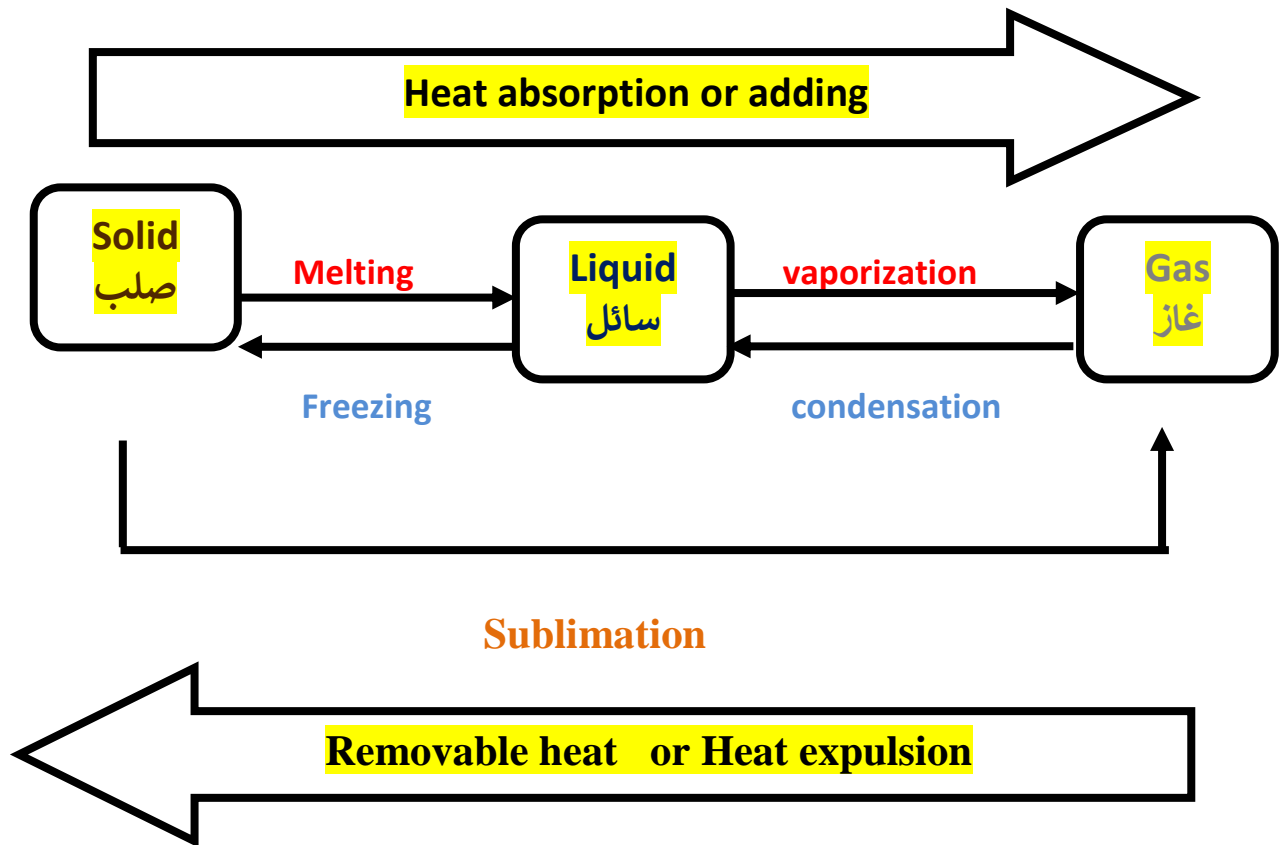 Heat absorption or adding
Solid
صلب
Melting
Liquid
سائل
vaporization
Gas
غاز
Freezing
condensation
Sublimation
Removable heat or Heat expulsion